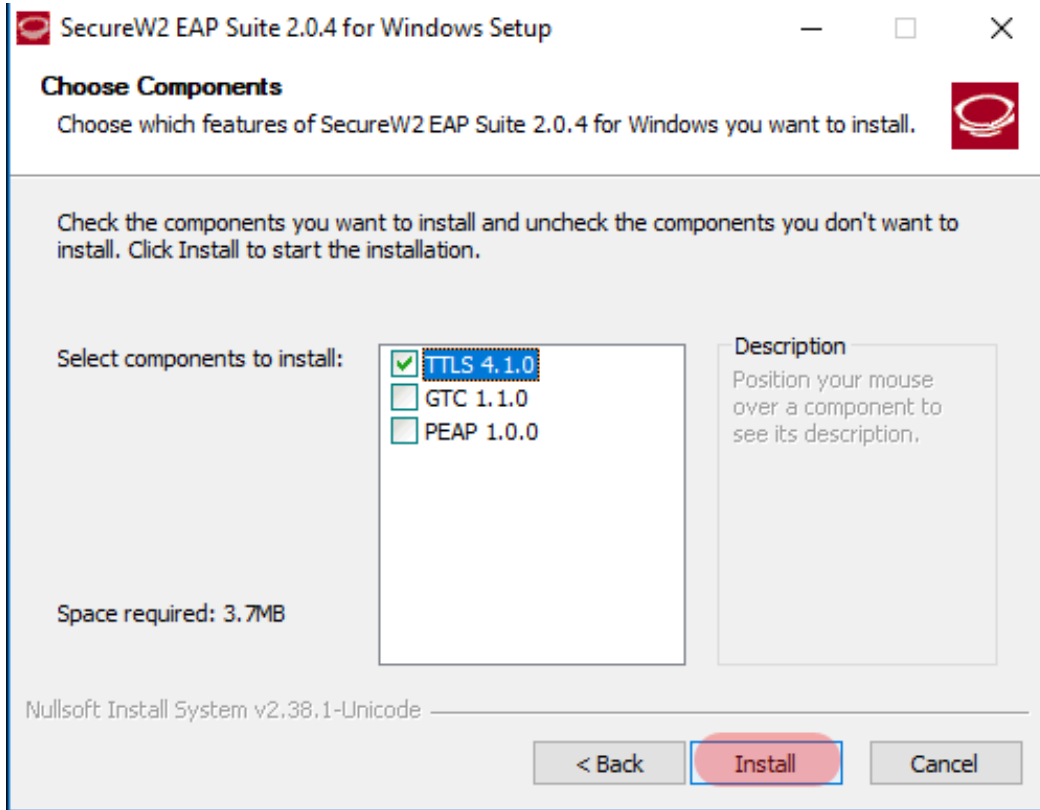 SecureW2 EAP Suite 2.0.4 for Windows Setup
Choose Components
Choose which features of SecureW2 EAP Suite 2.0.4 for Windows you want to install.
Check the components you want to install and uncheck the components you don't want to
install. Click Install to start the installation.
Select components to install:
TTLS 4.1.0
GTC 1.1.0
PEAP 1.0.0
Description
Position your mouse
over a component to
see its description.
Space required: 3.7MB
Nullsoft Install System v2.38.1-Unicode
< Back
Install
Cancel